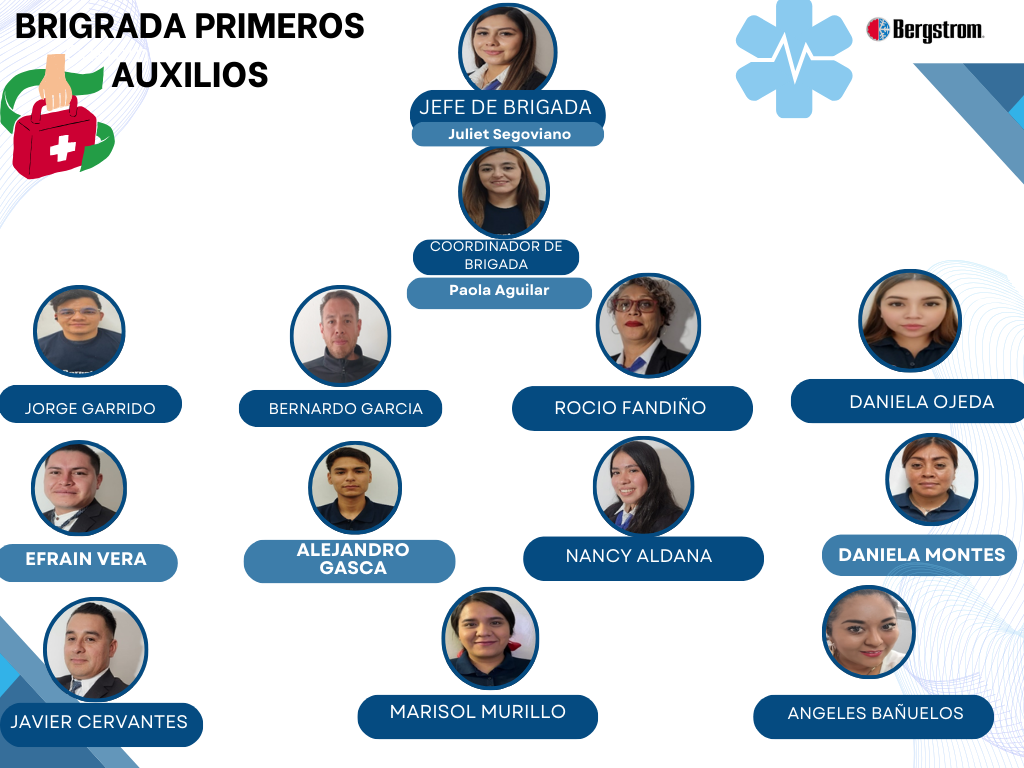 BRIGRADA PRIMEROS
AUXILIOS
Bergstrom
JEFE DE BRIGADA
Juliet Segoviano
COORDINADOR DE
BRIGADA
Paola Aguilar
JORGE GARRIDO
BERNARDO GARCIA
ROCIO FANDIÑO
DANIELA OJEDA
EFRAIN VERA
ALEJANDRO
GASCA
NANCY ALDANA
DANIELA MONTES
JAVIER CERVANTES
MARISOL MURILLO
ANGELES BAÑUELOS